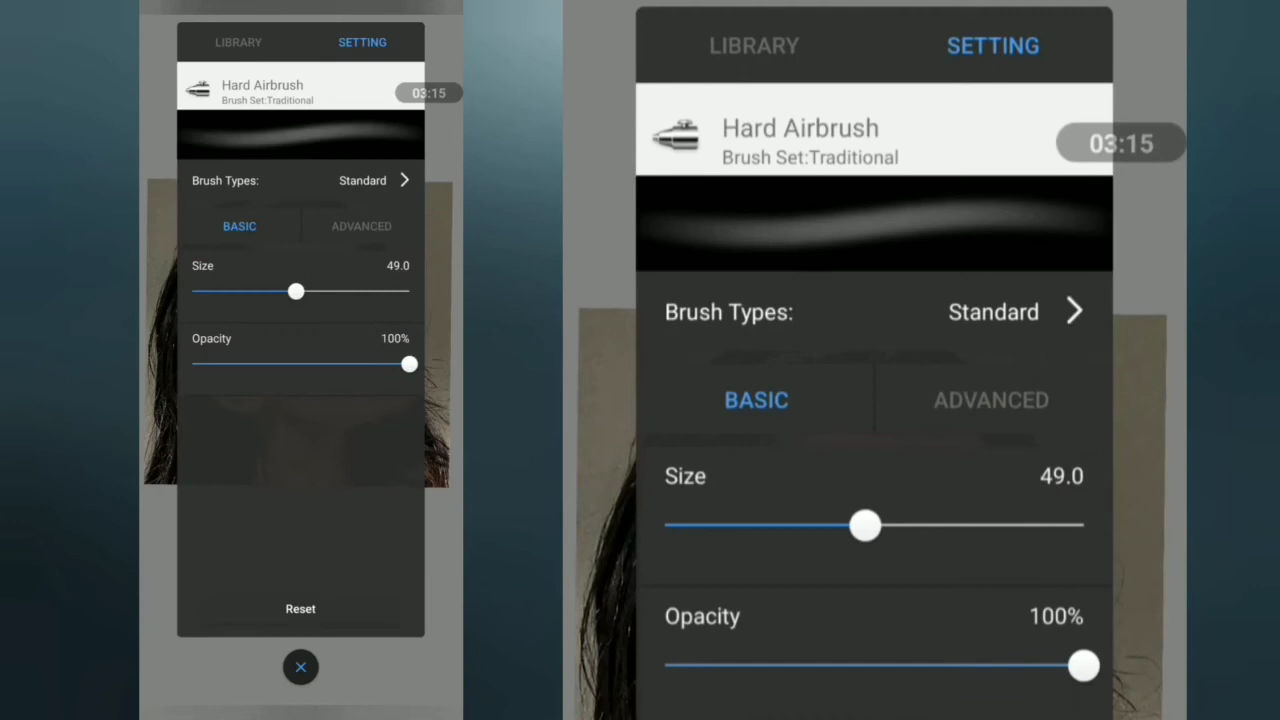 LIBRARY SETTING
Hard Airbrush
Brush Set:Traditional
03:15
Brush Types: Standard
BASIC ADVANCED
Size 49.0
Opacity 100%
Reset
LIBRARY SETTING
Hard Airbrush
Brush Set:Traditional
03:15
Brush Types: Standard
BASIC ADVANCED
Size 49.0
Opacity 100%